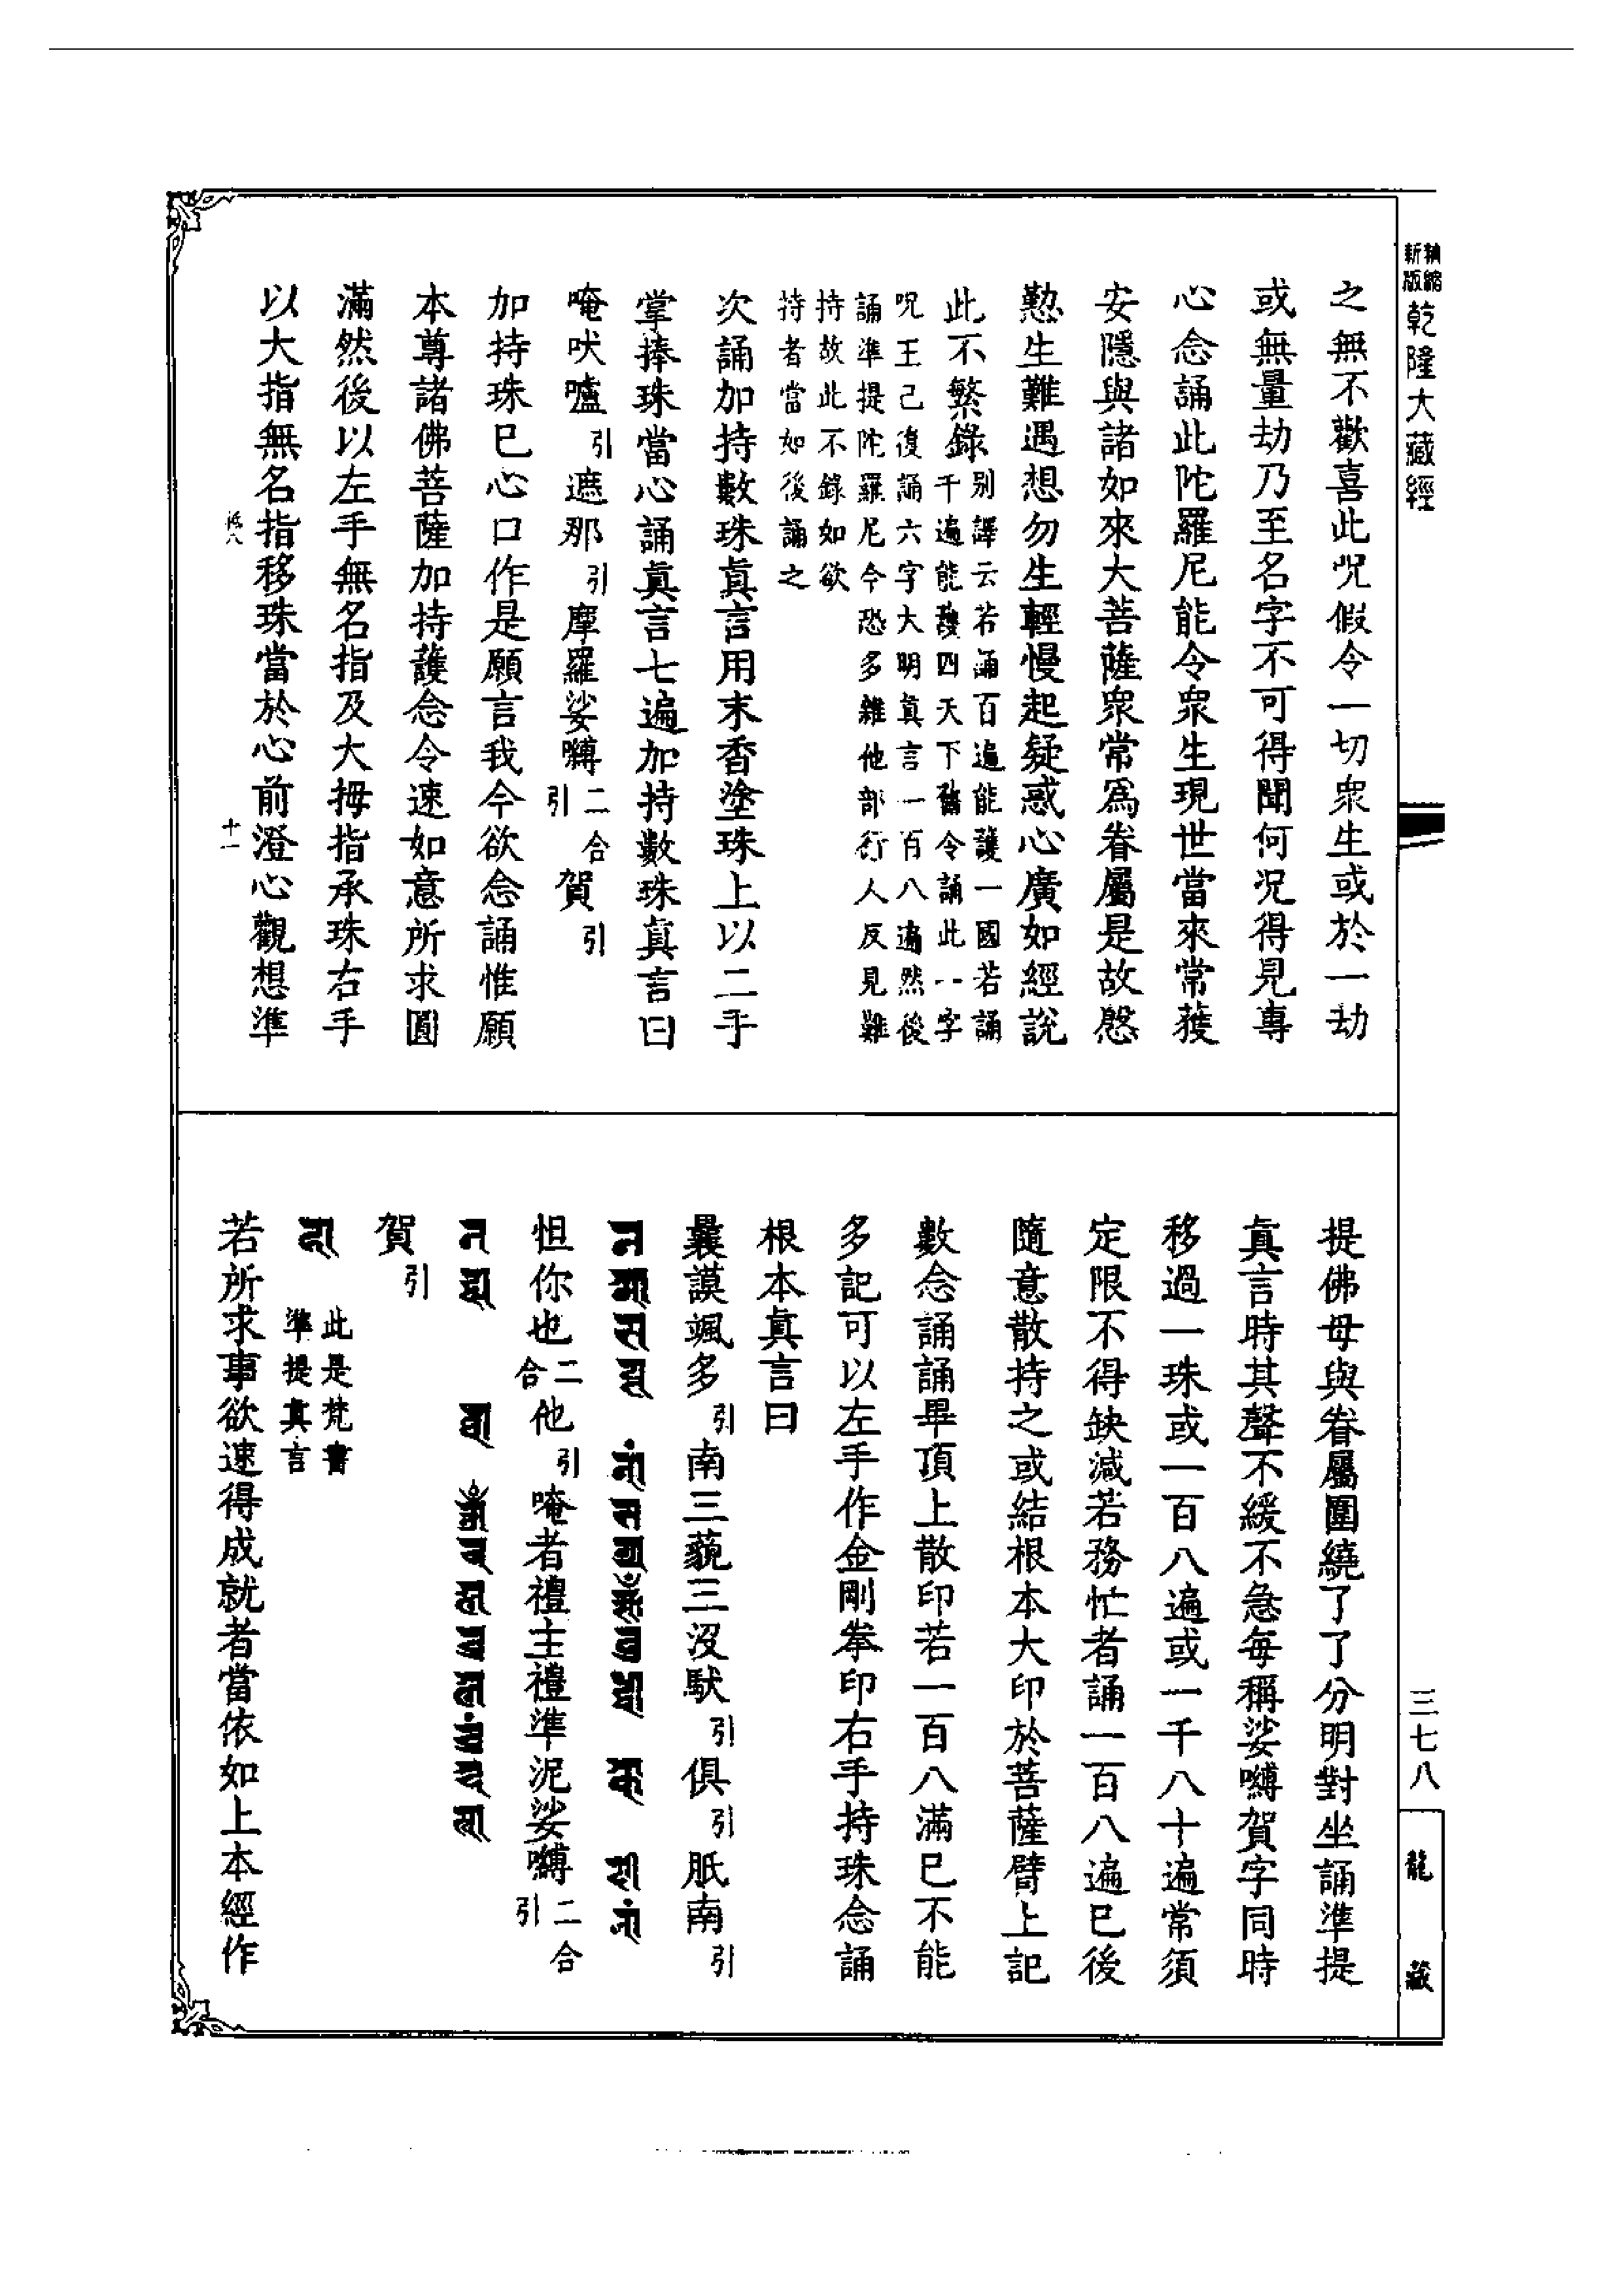 新版精縮乾隆大藏經
之無不歡喜此呪假令一切衆生或於一劫
或無量劫乃至名字不可得聞何况得見專
心念誦此陀羅尼能令衆生現世當來常獲
安隱與諸如來大菩薩衆常爲眷屬是故慇
懃生難遇想勿生輕慢起疑惑心廣如經說
此不繁錄
別譯云若誦百遍能護一國若誦
千遍能護四天下舊令誦此一字
呪王已復誦六字大明真言一百八遍然後
誦準提陀羅尼今恐多雜他部行人反見難
持故此不錄如欲
持者當如後誦之
次誦加持數珠真言用末香塗珠上以二手
掌捧珠當心誦真言七遍加持數珠真言曰
唵吠嚧引遮那引摩羅娑嚩二合引賀引
加持珠已心口作是願言我今欲念誦惟願
本尊諸佛菩薩加持護念令速如意所求圓
滿然後以左手無名指及大拇指承珠右手
以大指無名指移珠當於心前澄心觀想準
十一
提佛母與眷屬圍繞了了分明對坐誦準提
真言時其聲不緩不急每稱娑嚩賀字同時
移過一珠或一百八遍或一千八十遍常須
定限不得缺減若務忙者誦一百八遍已後
隨意散持之或結根本大印於菩薩臂上記
數念誦誦畢頂上散印若一百八滿已不能
多記可以左手作金剛拳印右手持珠念誦
根本真言曰
曩謨颯多引南三藐三沒馱引俱引胝南引
怛你也二合他引唵者禮主禮準泥娑嚩二合引
賀引
此是梵書
準提真言
若所求事欲速得成就者當依如上本經作
三七八
龍藏